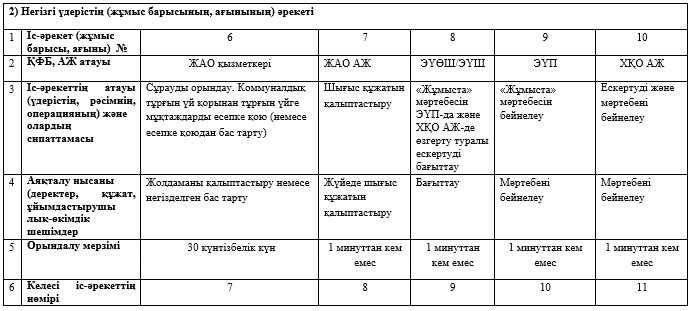 2) Негізгі үдерістің (жұмыс барысының, ағынының) әрекеті
1 Іс-әрекет (жұмыс барысы, ағыны) № 6 7 8 9 10
2 ҚФБ, АЖ атауы ЖАО қызметкері ЖАО АЖ ЭҮӨШ/ЭҮШ ЭҮП ХҚО АЖ
3 Іс-әрекеттің атауы (үдерістің, рәсімнің, операцияның) және олардың сипаттамасы
Сұрауды орындау. Коммуналдық тұрғын үй қорынан тұрғын үйге мұқтаждарды есепке қою (немесе есепке қоюдан бас тарту)
Шығыс құжатын қалыптастыру
«Жұмыста» мәртебесін ЭҮП-да және ХҚО АЖ-де өзгерту туралы ескертуді бағыттау
«Жұмыста» мәртебесін бейнелеу
Ескертуді және мәртебені бейнелеу
4 Аяқталу нысаны (деректер, құжат, ұйымдастырушы лық-өкімдік шешімдер
Жолдаманы қалыптастыру немесе негізделген бас тарту
Жүйеде шығыс құжатын қалыптастыру
Бағыттау
Мәртебені бейнелеу
Мәртебені бейнелеу
5 Орындалу мерзімі 30 күнтізбелік күн 1 минуттан кем емес 1 минуттан кем емес 1 минуттан кем емес 1 минуттан кем емес
6 Келесі іс-әрекеттің нөмірі 7 8 9 10 11